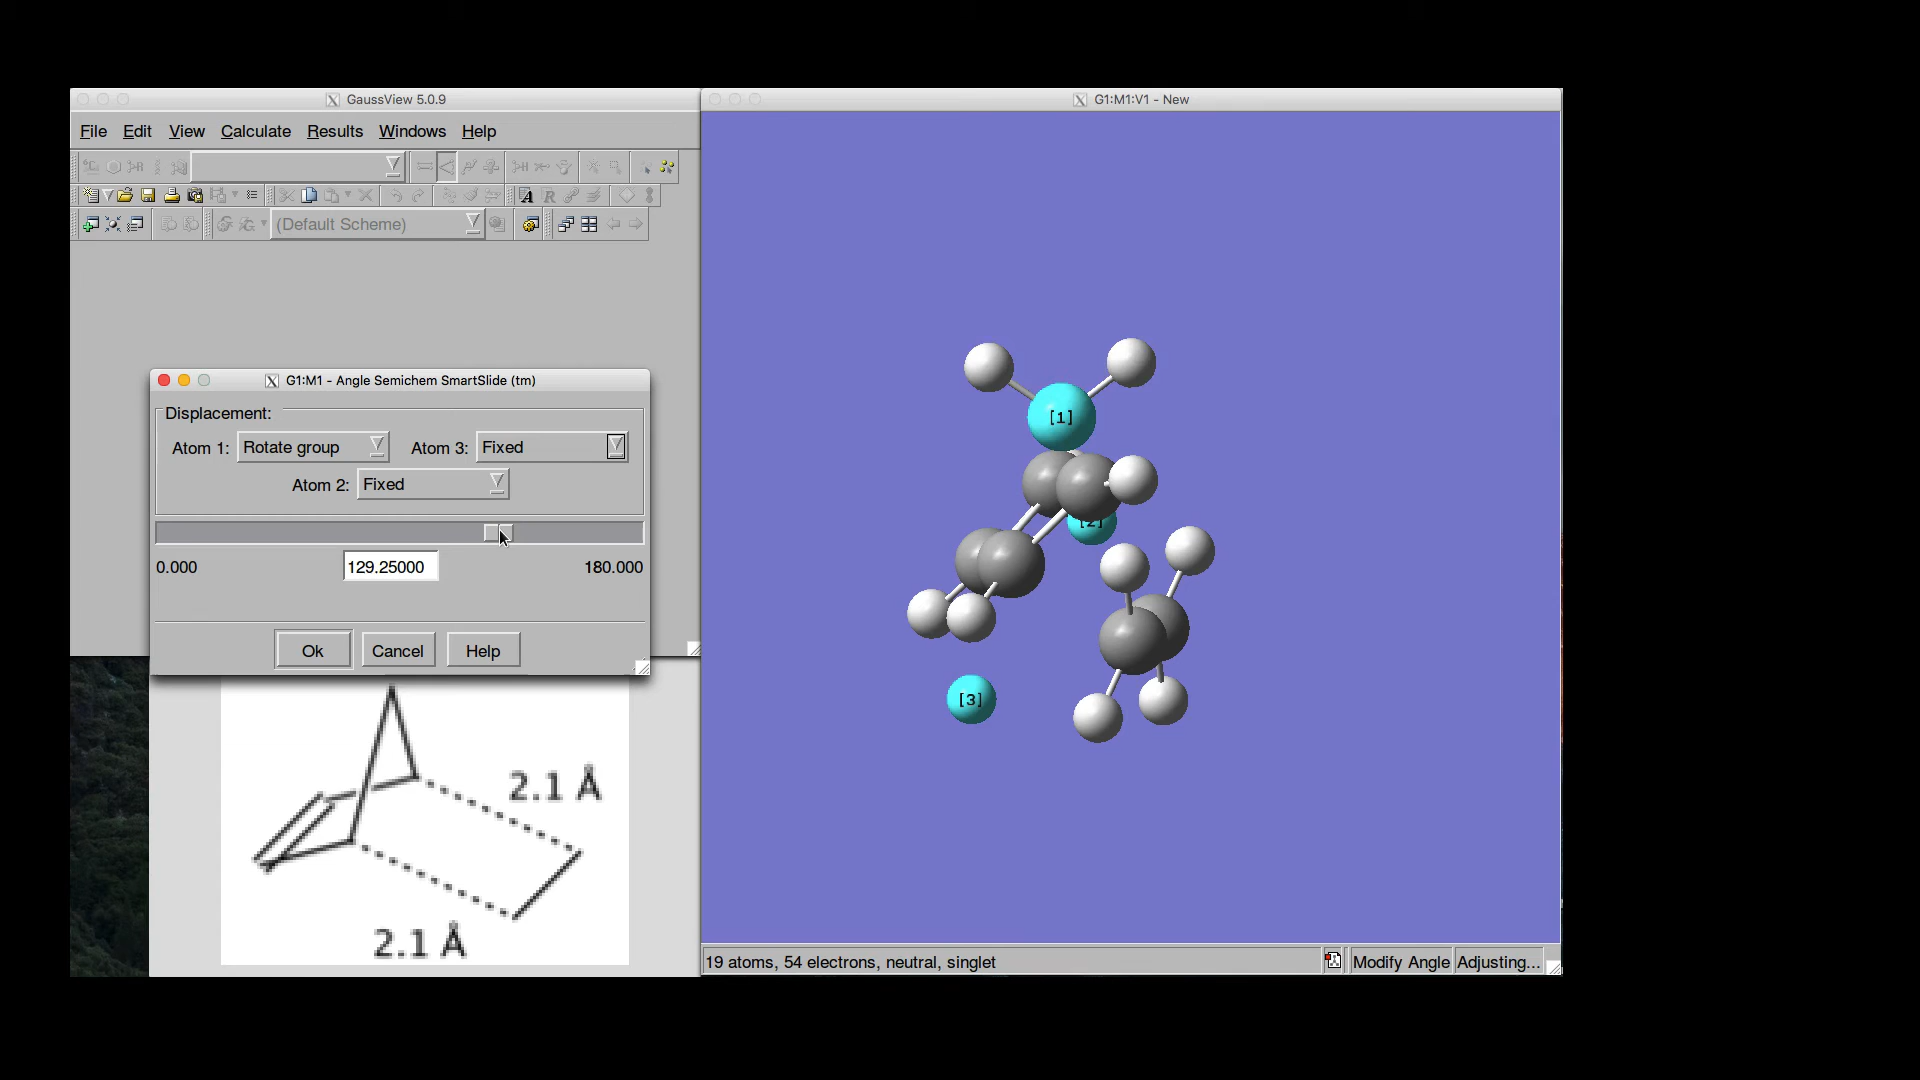 GaussView 5.0.9
File Edit View Calculate Results Windows Help
(Default Scheme)
G1:M1 - Angle Semichem SmartSlide (tm)
Displacement:
Atom 1: Rotate group Atom 3: Fixed
Atom 2: Fixed
0.000 129.25000 180.000
Ok Cancel Help
2.1 Å
2.1 Å
G1:M1:V1 - New
[1]
[2]
[3]
19 atoms, 54 electrons, neutral, singlet
Modify Angle Adjusting...